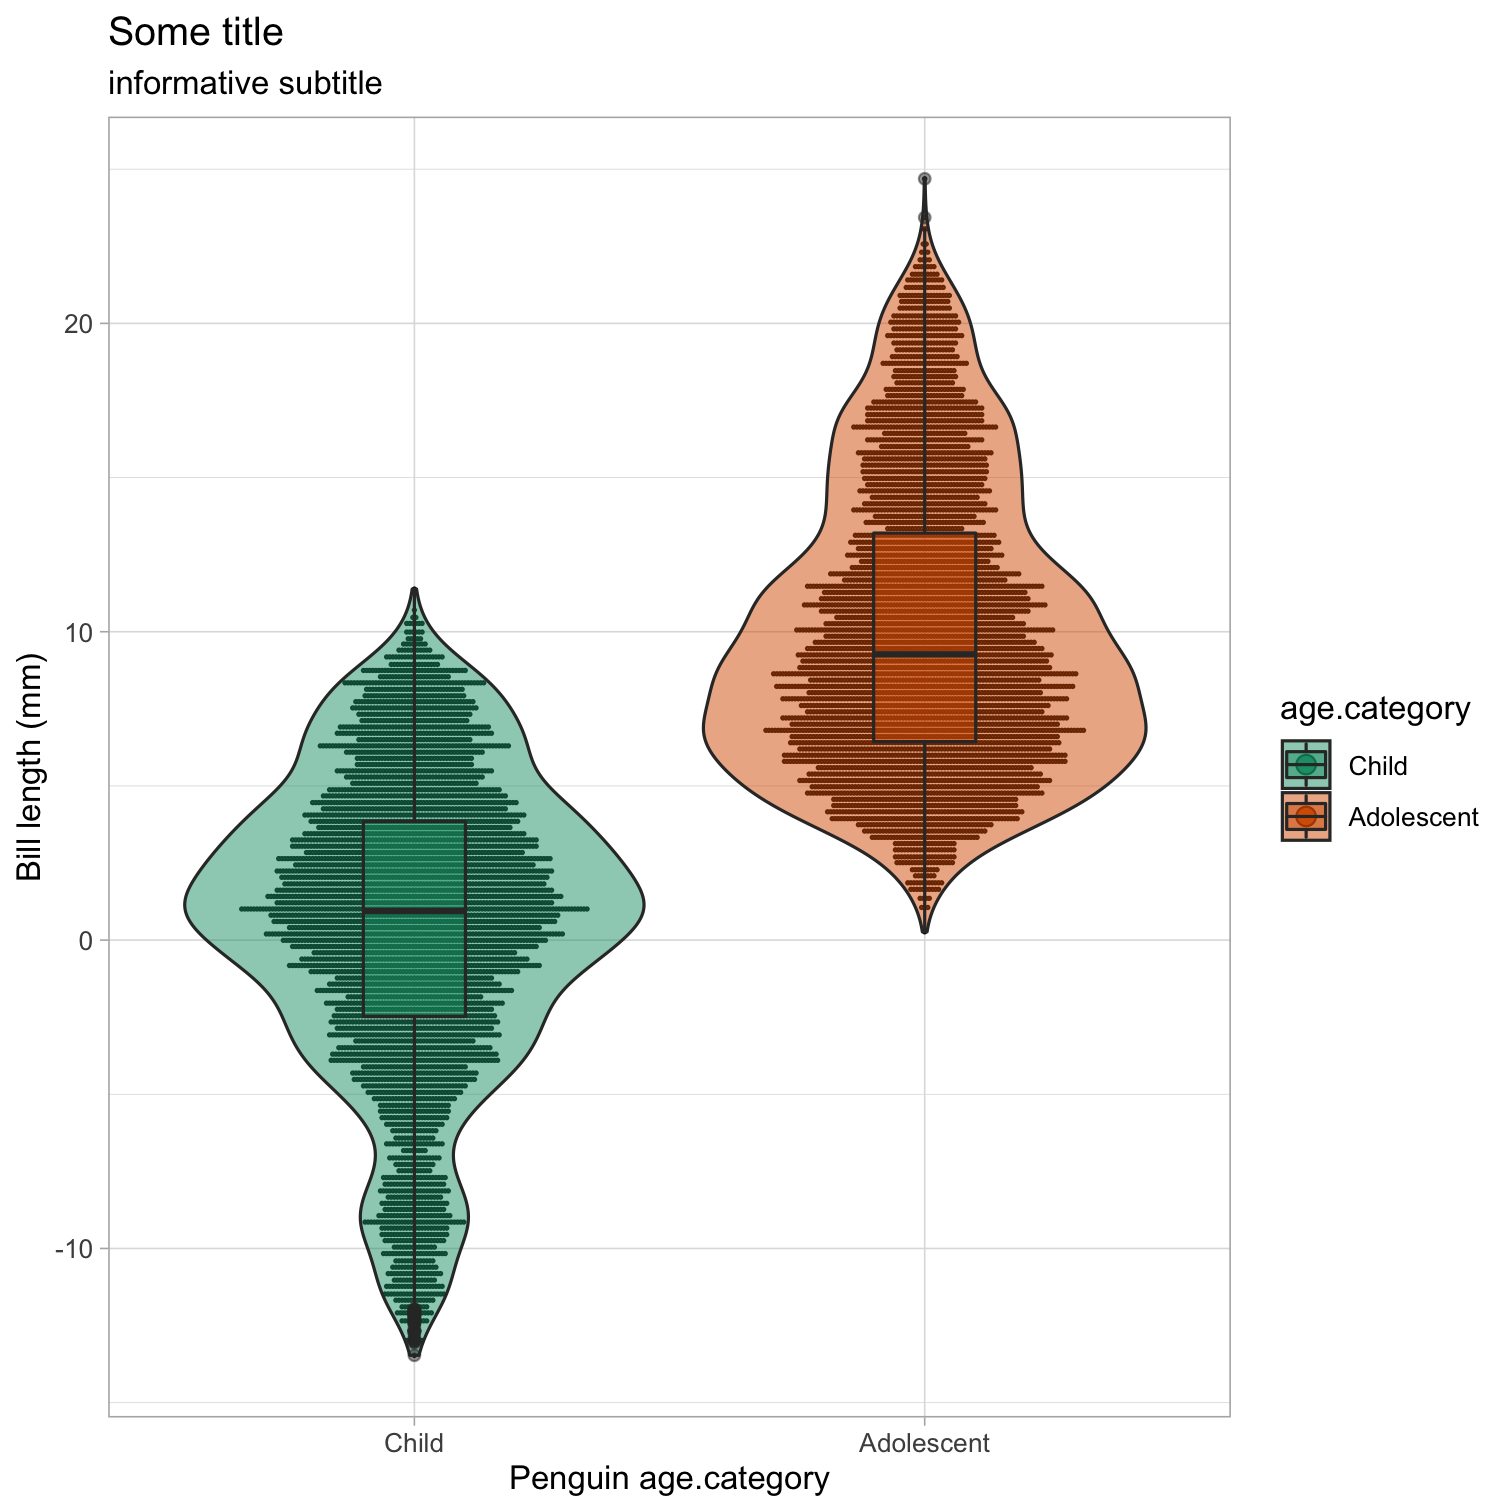 Some title
informative subtitle
Bill length (mm)
20
10
0
-10
Child
Adolescent
Penguin age.category
age.category
Child
Adolescent